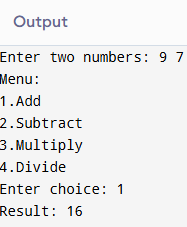 Output
Enter two numbers: 9 7
Menu:
1.Add
2.Subtract
3.Multiply
4.Divide
Enter choice: 1
Result: 16